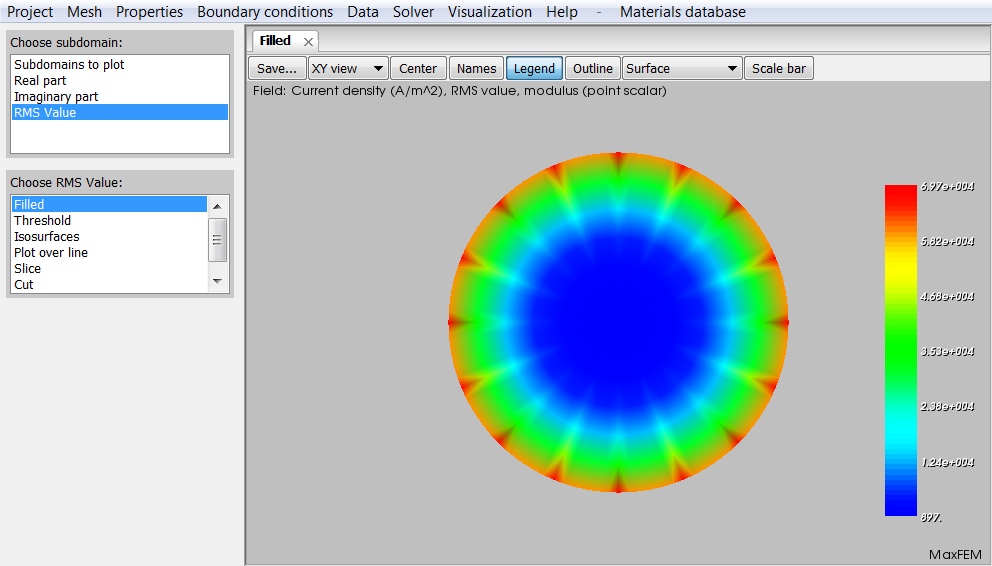 Project Mesh Properties Boundary conditions Data Solver Visualization Help - Materials database
Choose subdomain:
Subdomains to plot
Real part
Imaginary part
RMS Value
Choose RMS Value:
Filled
Threshold
Isosurfaces
Plot over line
Slice
Cut
Filled
Save... XY view Center Names Legend Outline Surface Scale bar
Field: Current density (A/m^2), RMS value, modulus (point scalar)
6.97e+004
5.82e+004
4.68e+004
3.53e+004
2.38e+004
1.24e+004
897.
MaxFEM